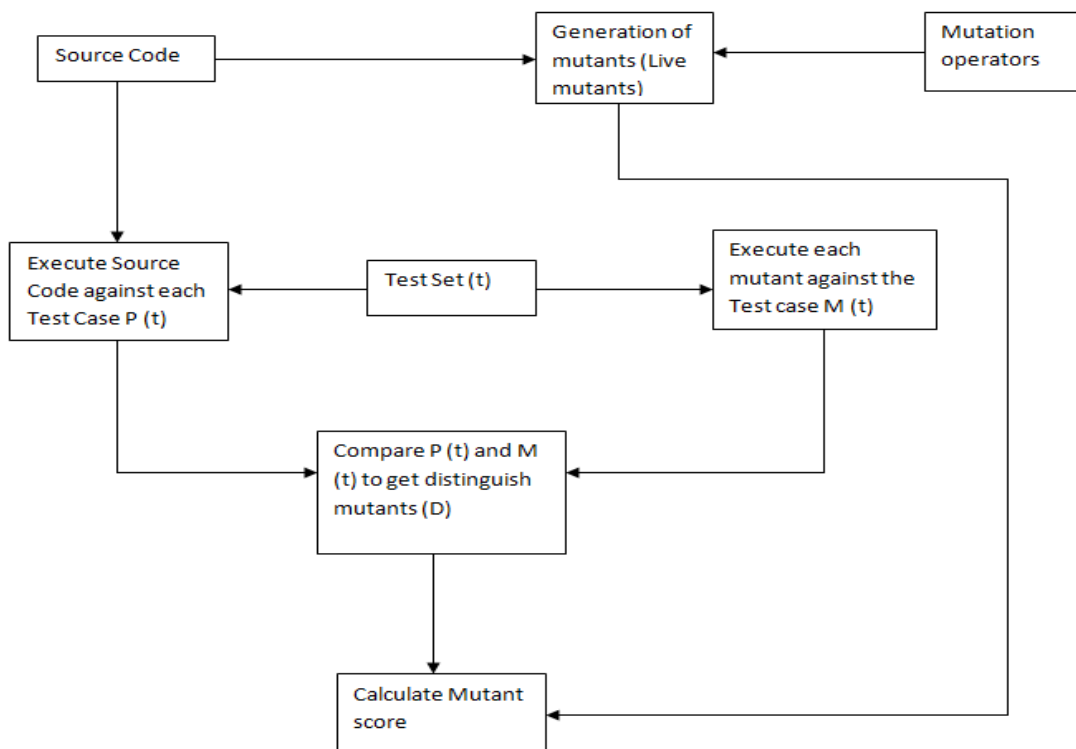 Source Code
Generation of
mutants (Live
mutants)
Mutation
operators
Execute Source
Code against each
Test Case P (t)
Test Set (t)
Execute each
mutant against the
Test case M (t)
Compare P (t) and M
(t) to get distinguish
mutants (D)
Calculate Mutant
score